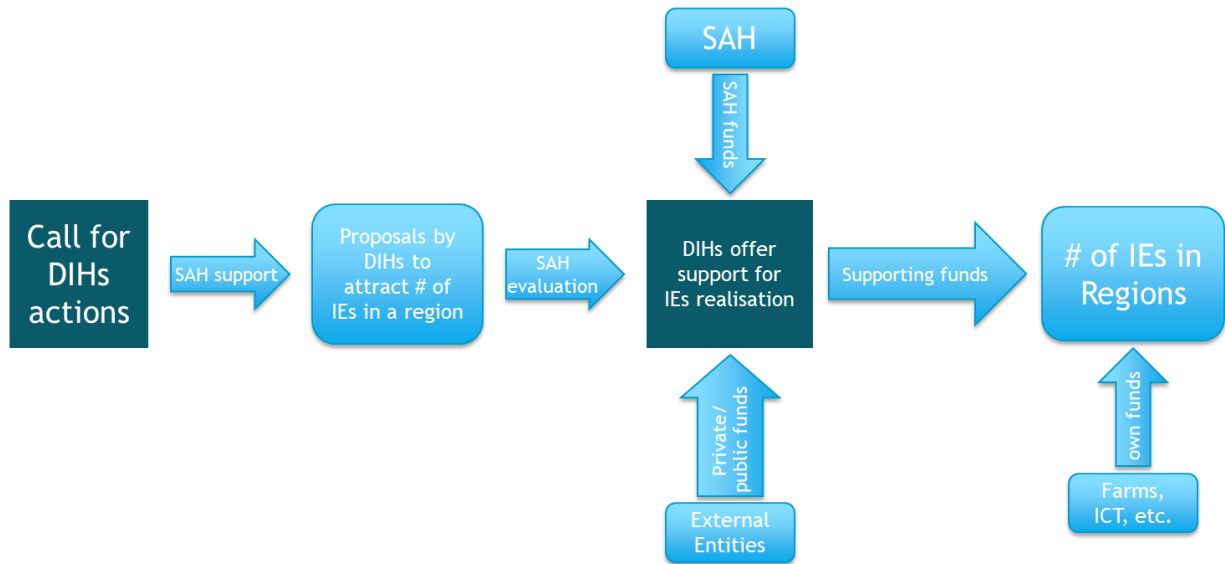 SAH
SAH funds
Call for
DIHs
actions
SAH support
Proposals by
DIHs to
attract # of
IEs in a region
SAH
evaluation
DIHs offer
support for
IEs realisation
Supporting funds
# of IEs in
Regions
Private/
public funds
own funds
External
Entities
Farms,
ICT, etc.